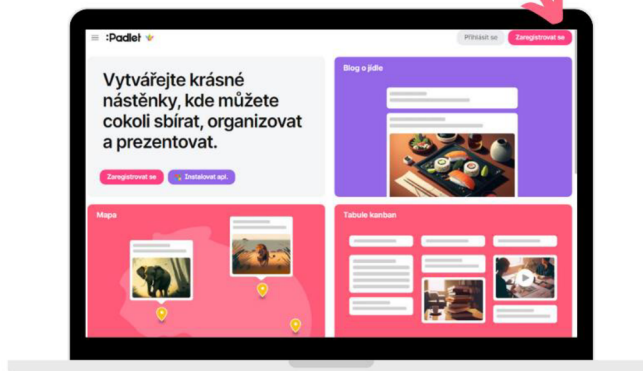 :Padlet
Přihlásit se
Zaregistrovat se
Vytvářejte krásné
nástěnky, kde můžete
cokoli sbírat, organizovat
a prezentovat.
Zaregistrovat se
Instalovat apl.
Blog o jídle
Mapa
Tabule kanban